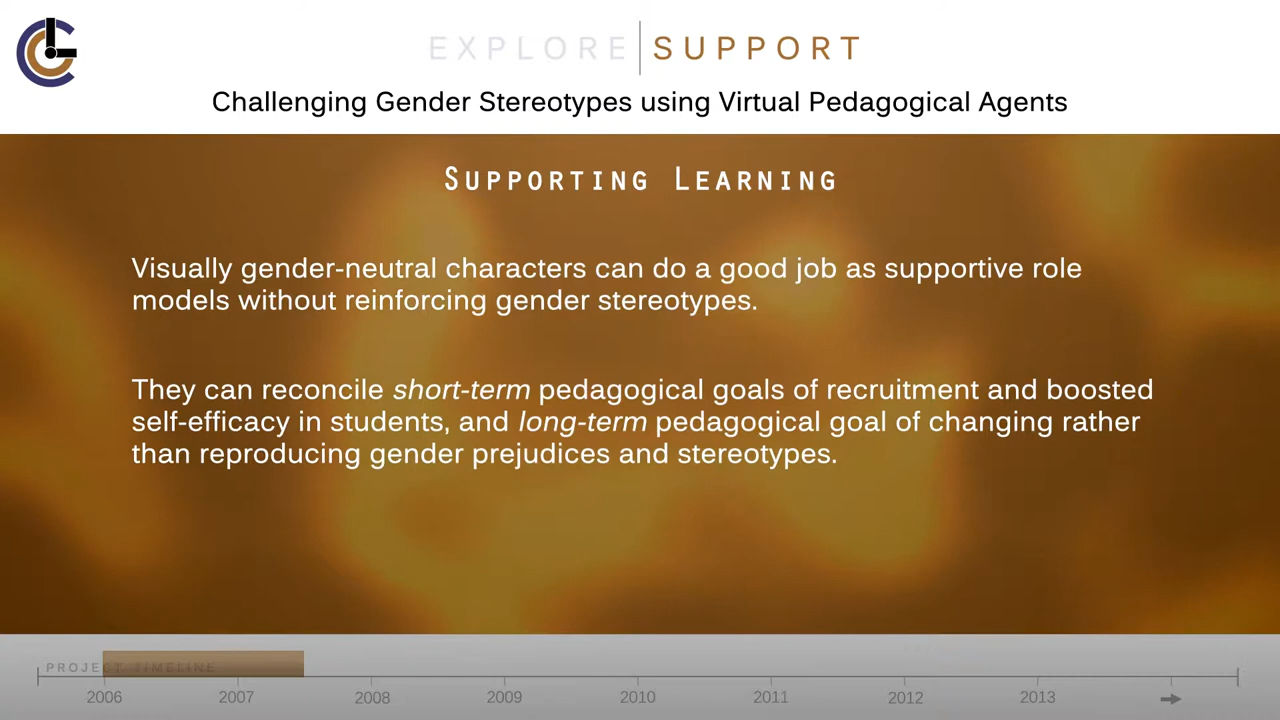 EXPLORE SUPPORT
Challenging Gender Stereotypes using Virtual Pedagogical Agents
SUPPORTING LEARNING
Visually gender-neutral characters can do a good job as supportive role
models without reinforcing gender stereotypes.
They can reconcile short-term pedagogical goals of recruitment and boosted
self-efficacy in students, and long-term pedagogical goal of changing rather
than reproducing gender prejudices and stereotypes.
PROJECT TIMELINE
2006 2007 2008 2009 2010 2011 2012 2013